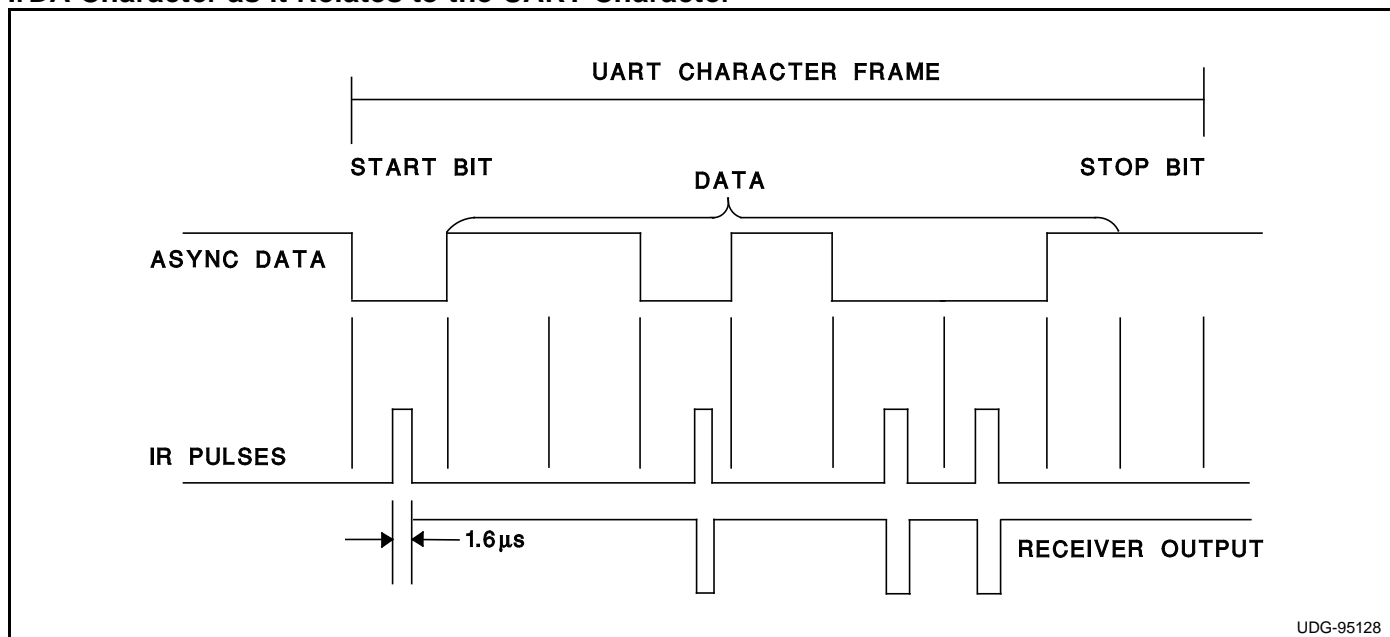 IrDA Character as it Relates to the UART Character
UART CHARACTER FRAME
START BIT
DATA
STOP BIT
ASYNC DATA
IR PULSES
1.6μs
RECEIVER OUTPUT
UDG-95128